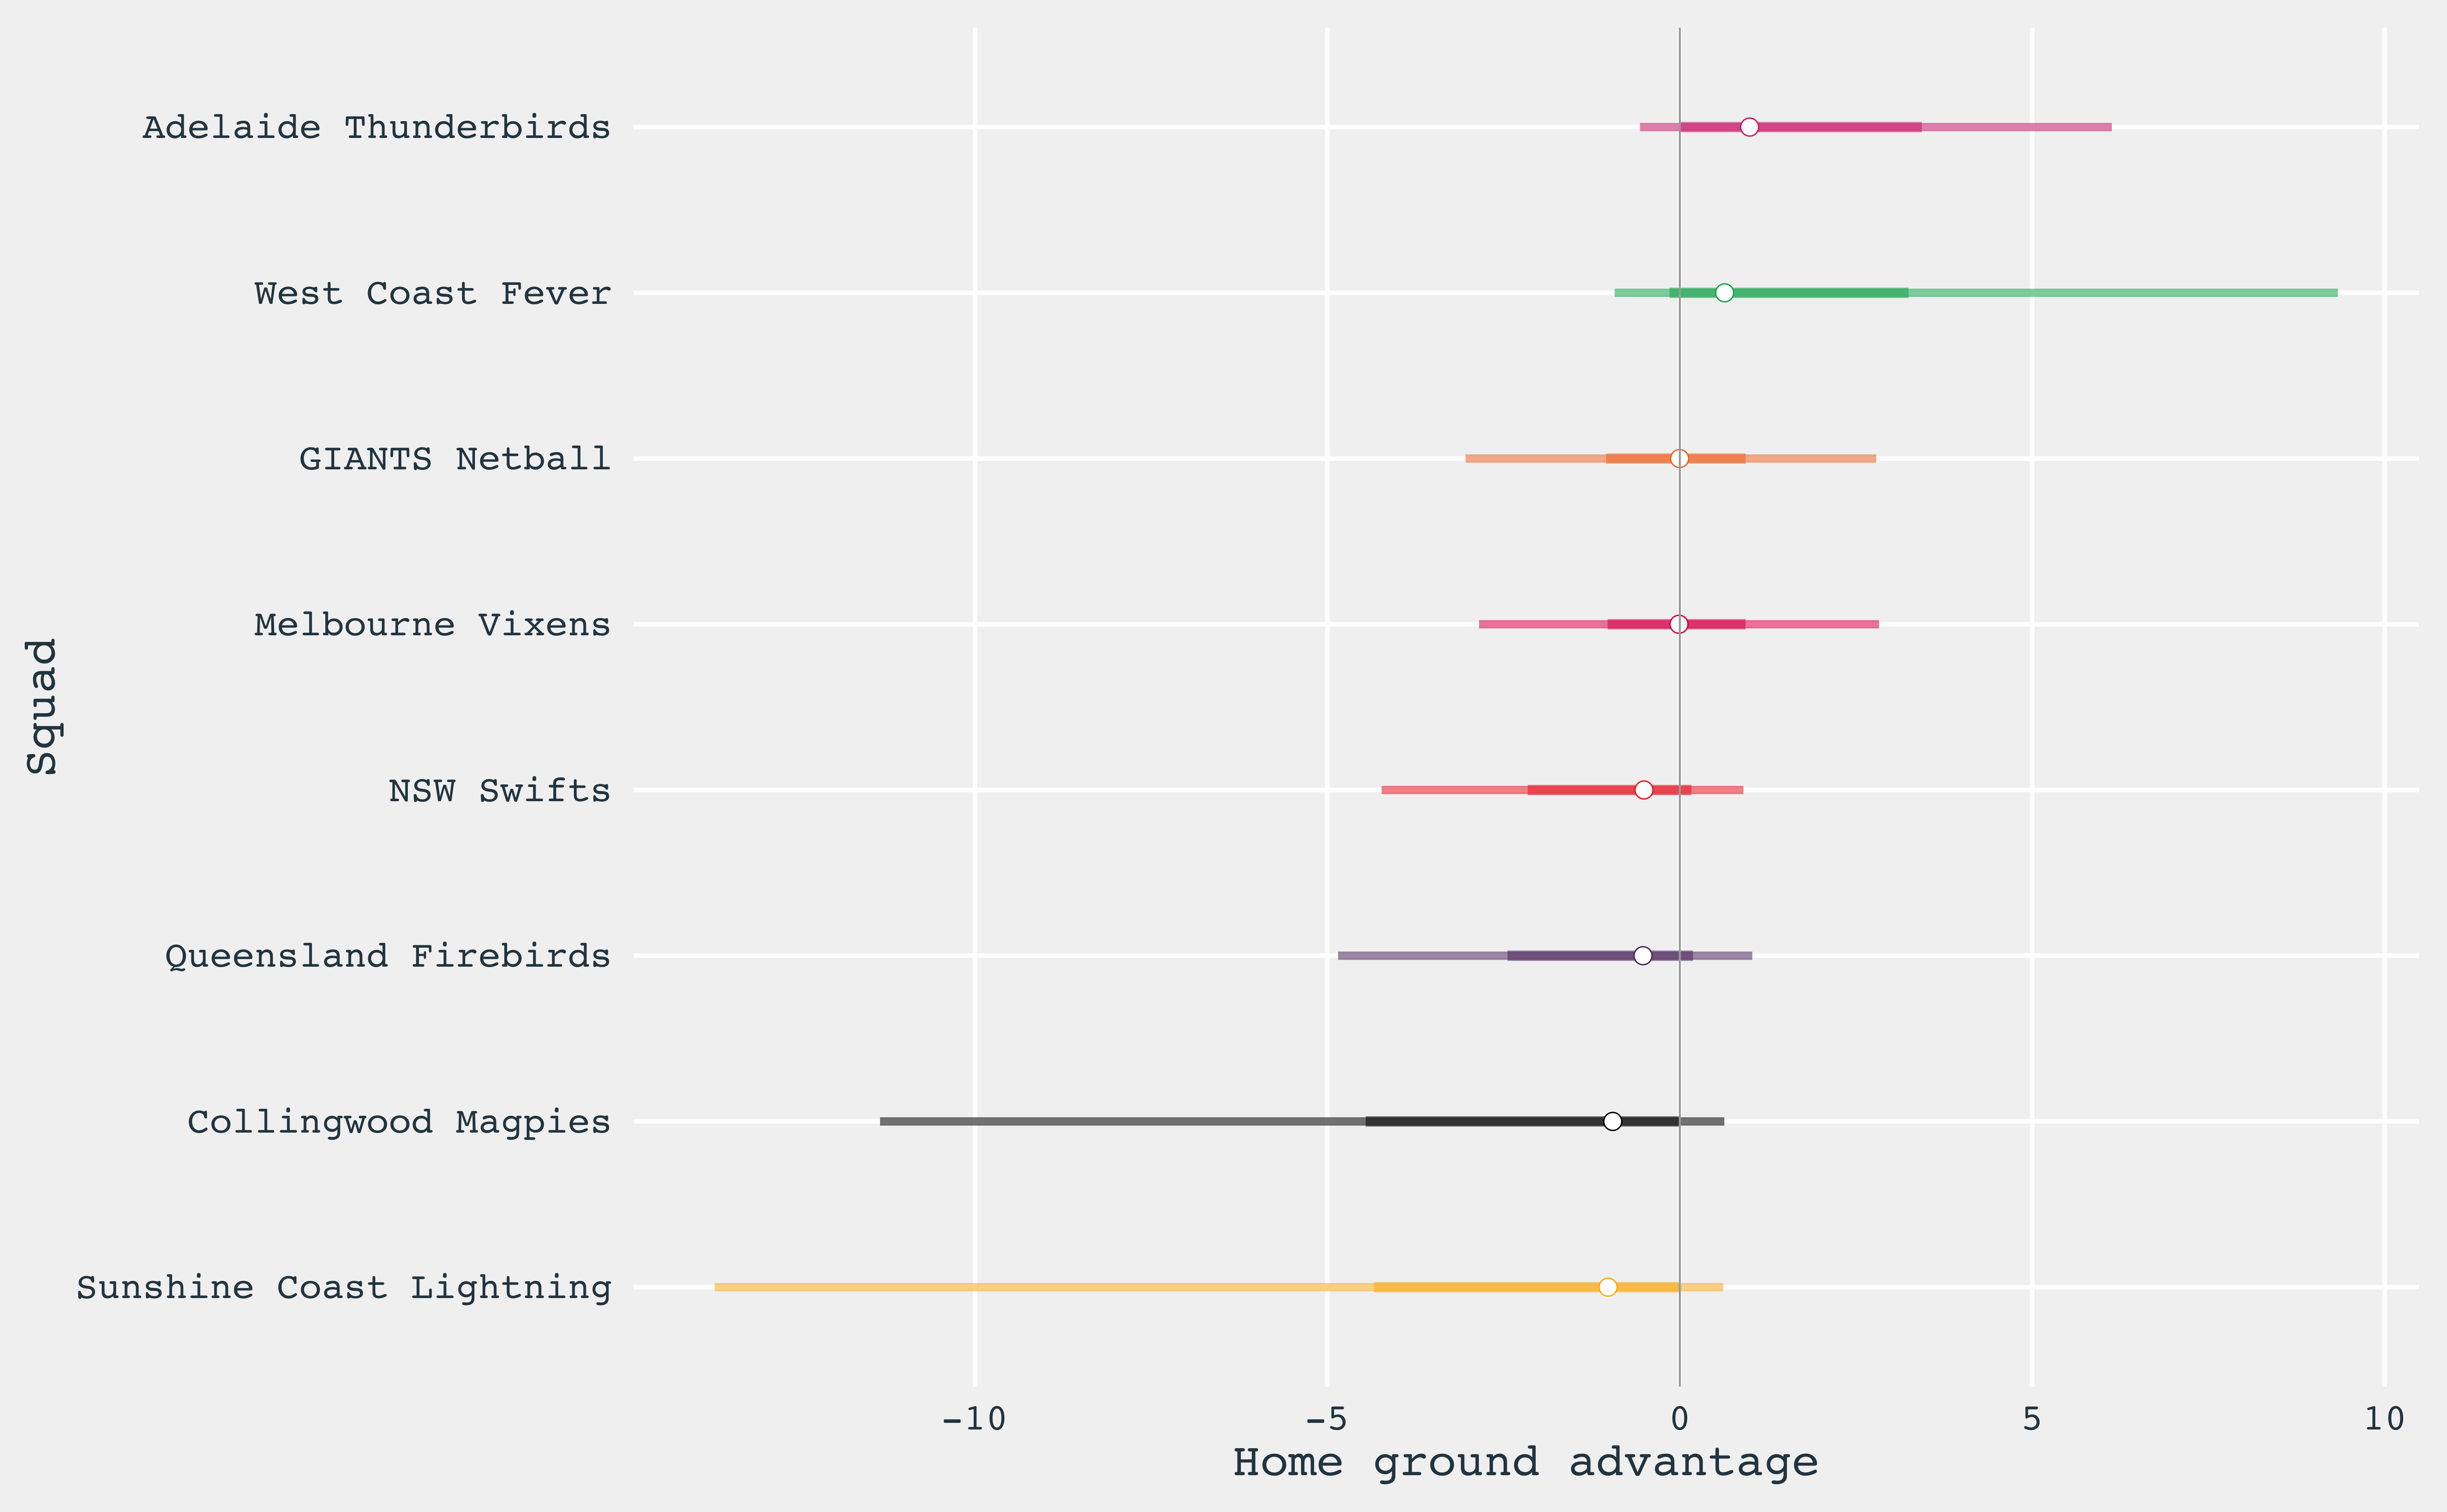 Adelaide Thunderbirds
West Coast Fever
GIANTS Netball
Melbourne Vixens
NSW Swifts
Queensland Firebirds
Collingwood Magpies
Sunshine Coast Lightning
Squad
-10 -5 0 5 10
Home ground advantage